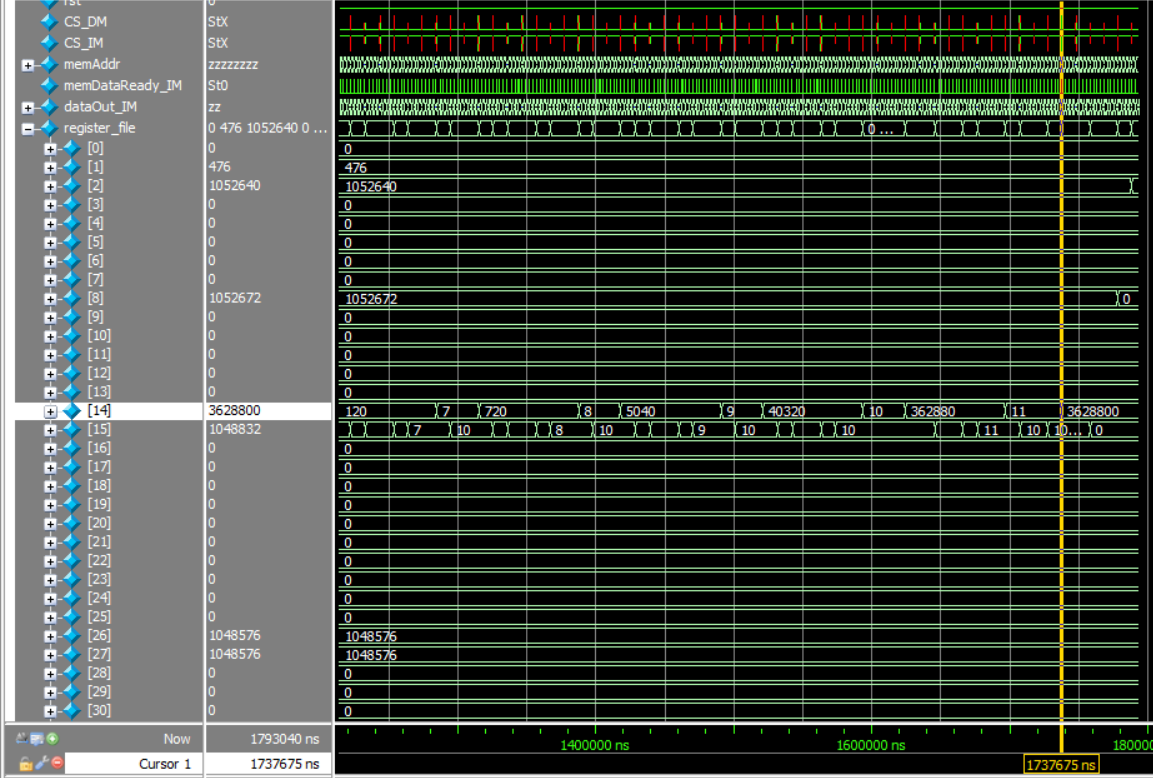 rst 0
CS_DM StX
CS_IM StX
memAddr zzzzzzzz
memDataReady_IM St0
dataOut_IM zz
register_file 0 476 1052640 0 ... 0 ...
[0] 0 0
[1] 476 476
[2] 1052640 1052640
[3] 0 0
[4] 0 0
[5] 0 0
[6] 0 0
[7] 0 0
[8] 1052672 1052672 0
[9] 0 0
[10] 0 0
[11] 0 0
[12] 0 0
[13] 0 0
[14] 3628800 120 7 720 8 5040 9 40320 10 362880 11 3628800
[15] 1048832 7 10 8 10 9 10 10 11 10 10... 0
[16] 0 0
[17] 0 0
[18] 0 0
[19] 0 0
[20] 0 0
[21] 0 0
[22] 0 0
[23] 0 0
[24] 0 0
[25] 0 0
[26] 1048576 1048576
[27] 1048576 1048576
[28] 0 0
[29] 0 0
[30] 0 0
Now 1793040 ns 1400000 ns 1600000 ns 180000
Cursor 1 1737675 ns 1737675 ns